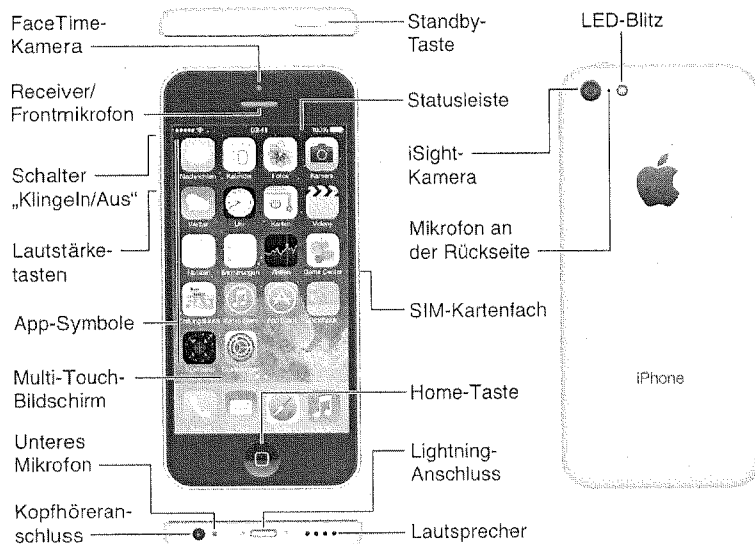 FaceTime-
Kamera
Receiver/
Frontmikrofon
Schalter
„Klingeln/Aus“
Lautstärke-
tasten
App-Symbole
Multi-Touch-
Bildschirm
Unteres
Mikrofon
Kopfhöreran-
schluss
Standby-
Taste
Statusleiste
SIM-Kartenfach
Home-Taste
Lightning-
Anschluss
Lautsprecher
LED-Blitz
iSight-
Kamera
Mikrofon an
der Rückseite
iPhone